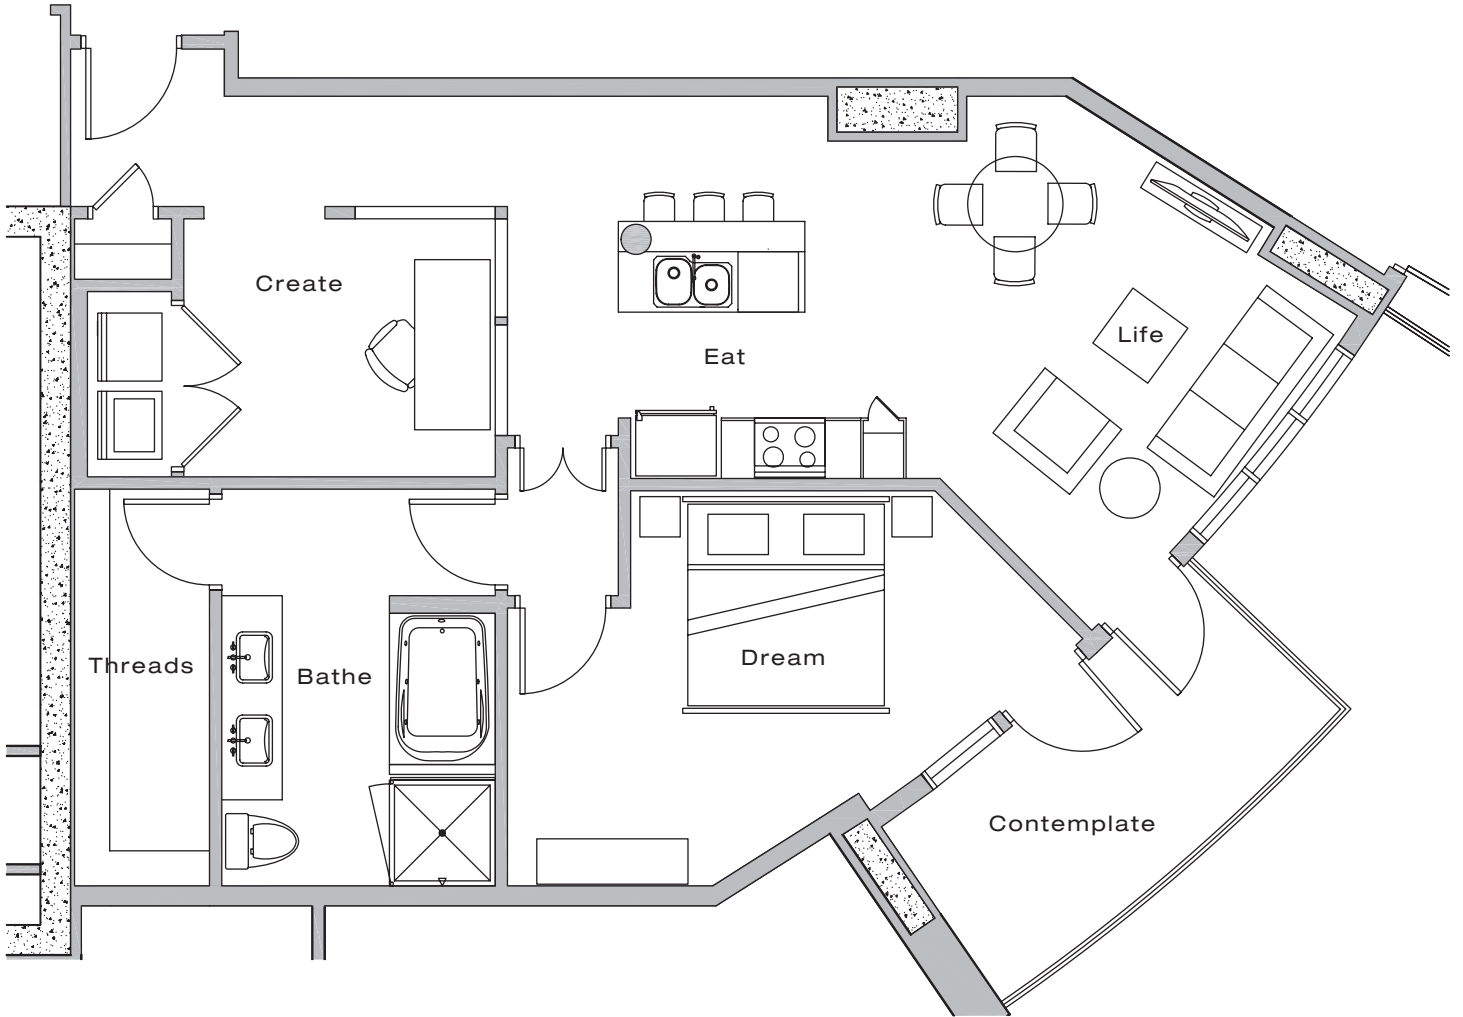 Create
Eat
Life
Threads
Bathe
Dream
Contemplate